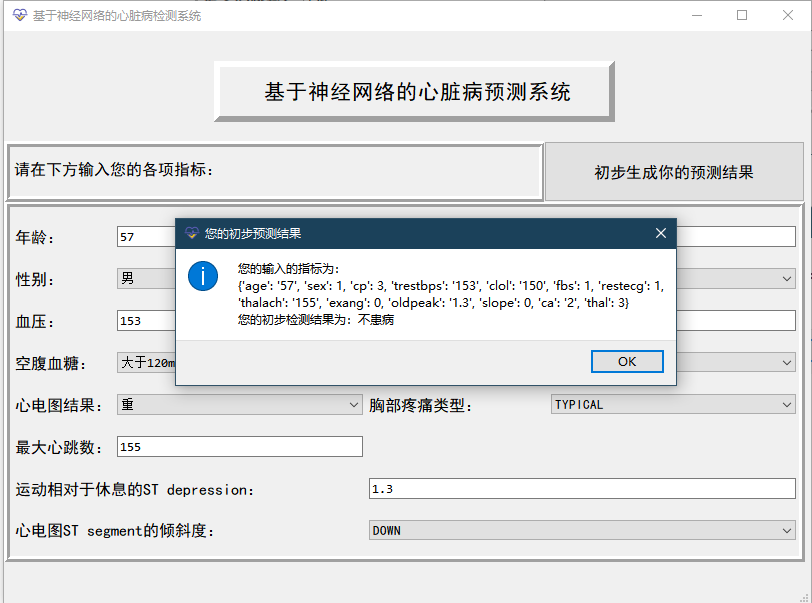 基于神经网络的心脏病检测系统
基于神经网络的心脏病预测系统
请在下方输入您的各项指标:
初步生成你的预测结果
年龄: 57
性别: 男
血压: 153
空腹血糖: 大于120m
您的初步预测结果
您的输入的指标为:
{'age': '57', 'sex': 1, 'cp': 3, 'trestbps': '153', 'clol': '150', 'fbs': 1, 'restecg': 1,
'thalach': '155', 'exang': 0, 'oldpeak': '1.3', 'slope': 0, 'ca': '2', 'thal': 3}
您的初步检测结果为: 不患病
OK
心电图结果: 重 胸部疼痛类型: TYPICAL
最大心跳数: 155
运动相对于休息的ST depression: 1.3
心电图ST segment的倾斜度: DOWN